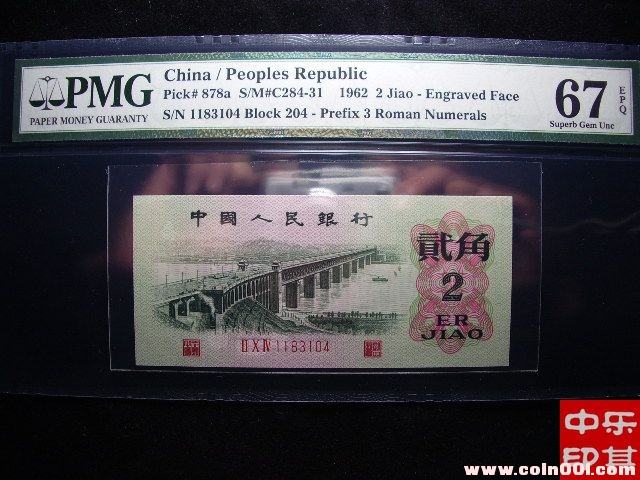 PMG
PAPER MONEY GUARANTY
China / Peoples Republic
Pick# 878a S/M#C284-31 1962 2 Jiao - Engraved Face
S/N 1183104 Block 204 - Prefix 3 Roman Numerals
67
EPQ
Superb Gem Unc
中國人民銀行
貳角
2
ER
JIAO
II X IV 1183104
中乐
印其
www.coin001.com